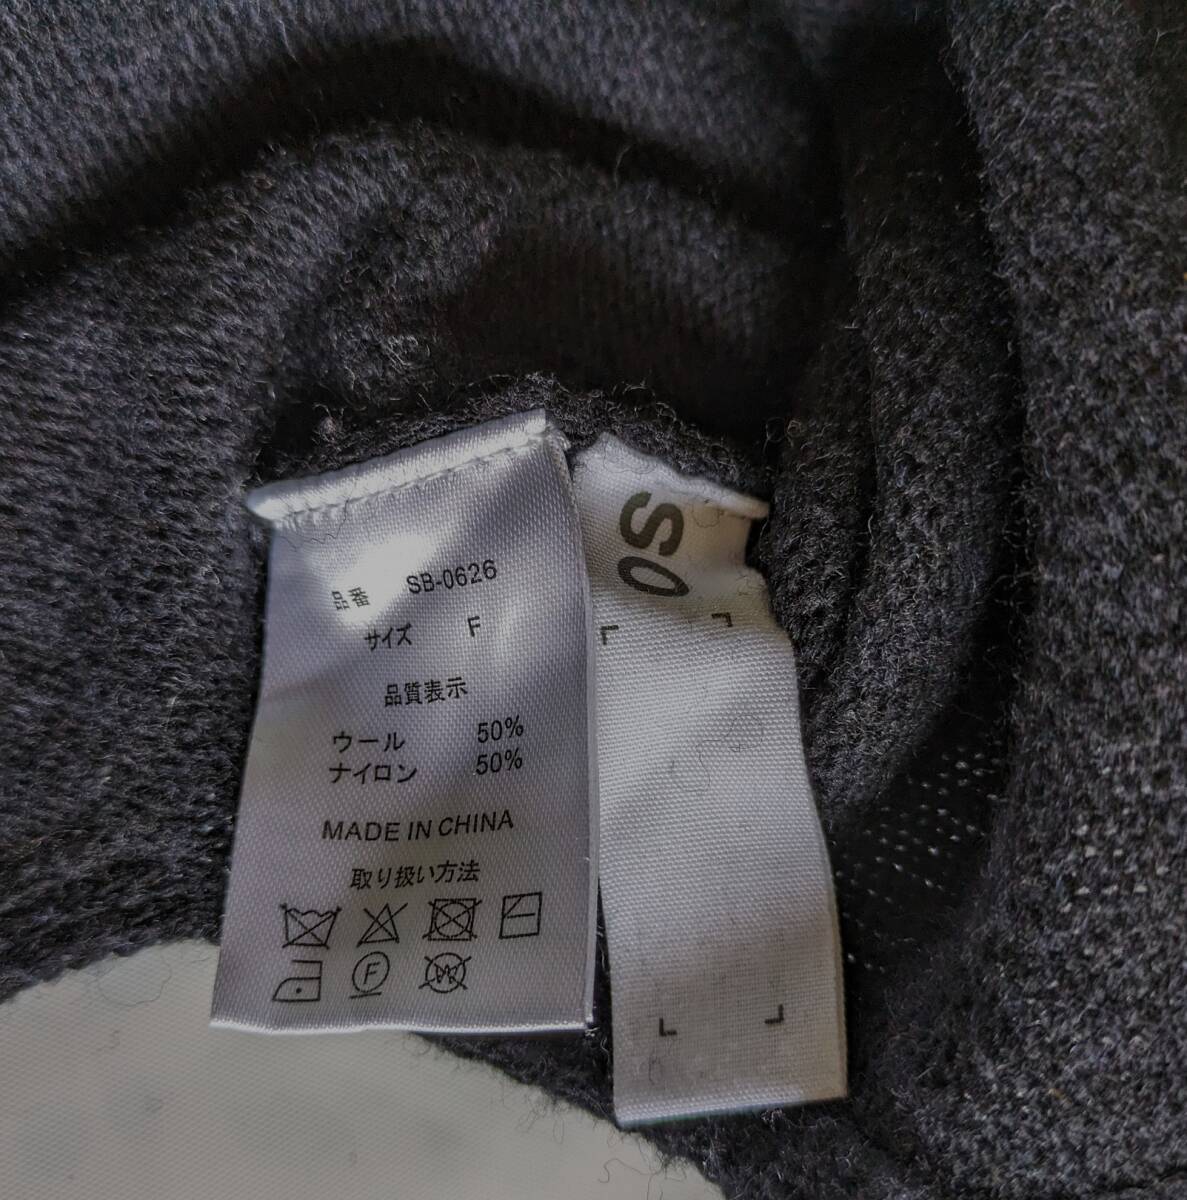 品番 SB-0626
サイズ F
品質表示
ウール 50%
ナイロン 50%
MADE IN CHINA
取り扱い方法
F
W
SO